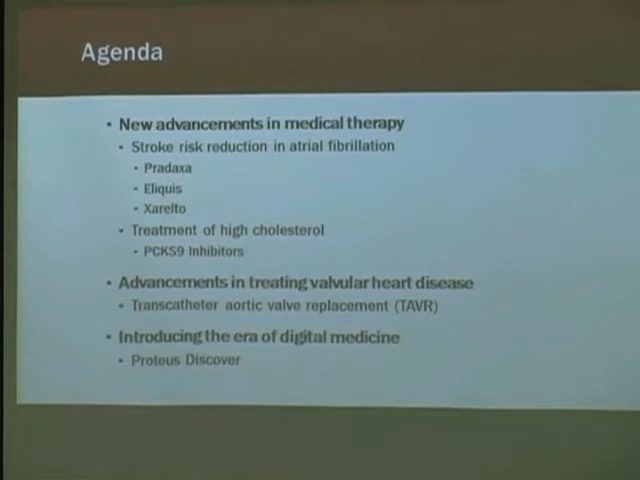 Agenda
• New advancements in medical therapy
• Stroke risk reduction in atrial fibrillation
• Pradaxa
• Eliquis
• Xarelto
• Treatment of high cholesterol
• PCKS9 Inhibitors
• Advancements in treating valvular heart disease
• Transcatheter aortic valve replacement (TAVR)
• Introducing the era of digital medicine
• Proteus Discover